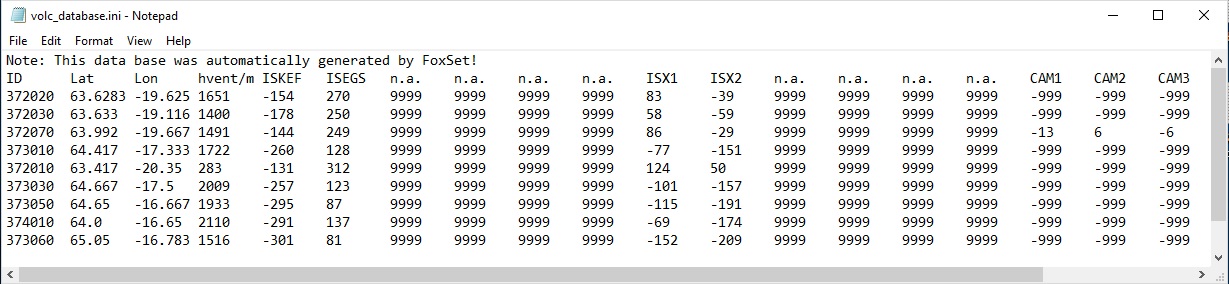 volc_database.ini - Notepad
File Edit Format View Help
Note: This data base was automatically generated by FoxSet!
ID Lat Lon hvent/m ISKEF ISEGS n.a. n.a. n.a. n.a. ISX1 ISX2 n.a. n.a. n.a. n.a. CAM1 CAM2 CAM3
372020 63.6283 -19.625 1651 -154 270 9999 9999 9999 9999 83 -39 9999 9999 9999 9999 -999 -999 -999
372030 63.633 -19.116 1400 -178 250 9999 9999 9999 9999 58 -59 9999 9999 9999 9999 -999 -999 -999
372070 63.992 -19.667 1491 -144 249 9999 9999 9999 9999 86 -29 9999 9999 9999 9999 -13 6 -6
373010 64.417 -17.333 1722 -260 128 9999 9999 9999 9999 -77 -151 9999 9999 9999 9999 -999 -999 -999
372010 63.417 -20.35 283 -131 312 9999 9999 9999 9999 124 50 9999 9999 9999 9999 -999 -999 -999
373030 64.667 -17.5 2009 -257 123 9999 9999 9999 9999 -101 -157 9999 9999 9999 9999 -999 -999 -999
373050 64.65 -16.667 1933 -295 87 9999 9999 9999 9999 -115 -191 9999 9999 9999 9999 -999 -999 -999
374010 64.0 -16.65 2110 -291 137 9999 9999 9999 9999 -69 -174 9999 9999 9999 9999 -999 -999 -999
373060 65.05 -16.783 1516 -301 81 9999 9999 9999 9999 -152 -209 9999 9999 9999 9999 -999 -999 -999